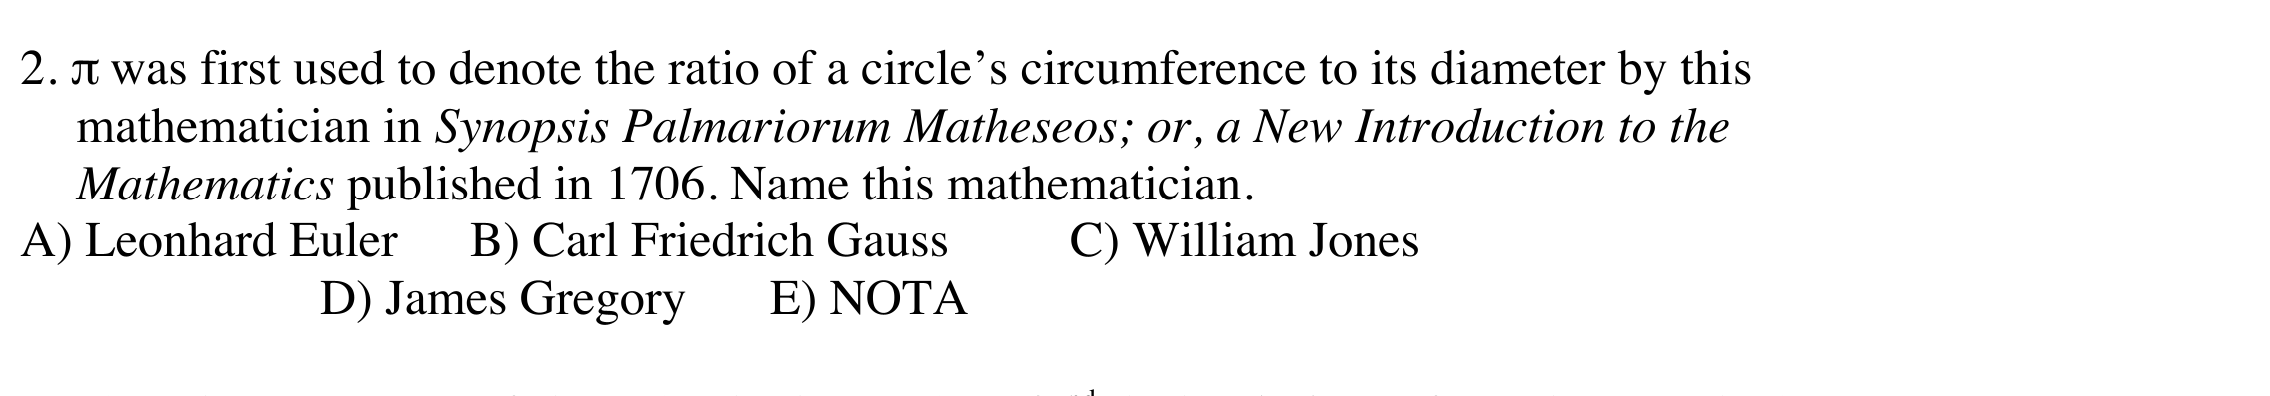 2. π was first used to denote the ratio of a circle’s circumference to its diameter by this
mathematician in Synopsis Palmariorum Matheseos; or, a New Introduction to the
Mathematics published in 1706. Name this mathematician.
A) Leonhard Euler B) Carl Friedrich Gauss C) William Jones
D) James Gregory E) NOTA